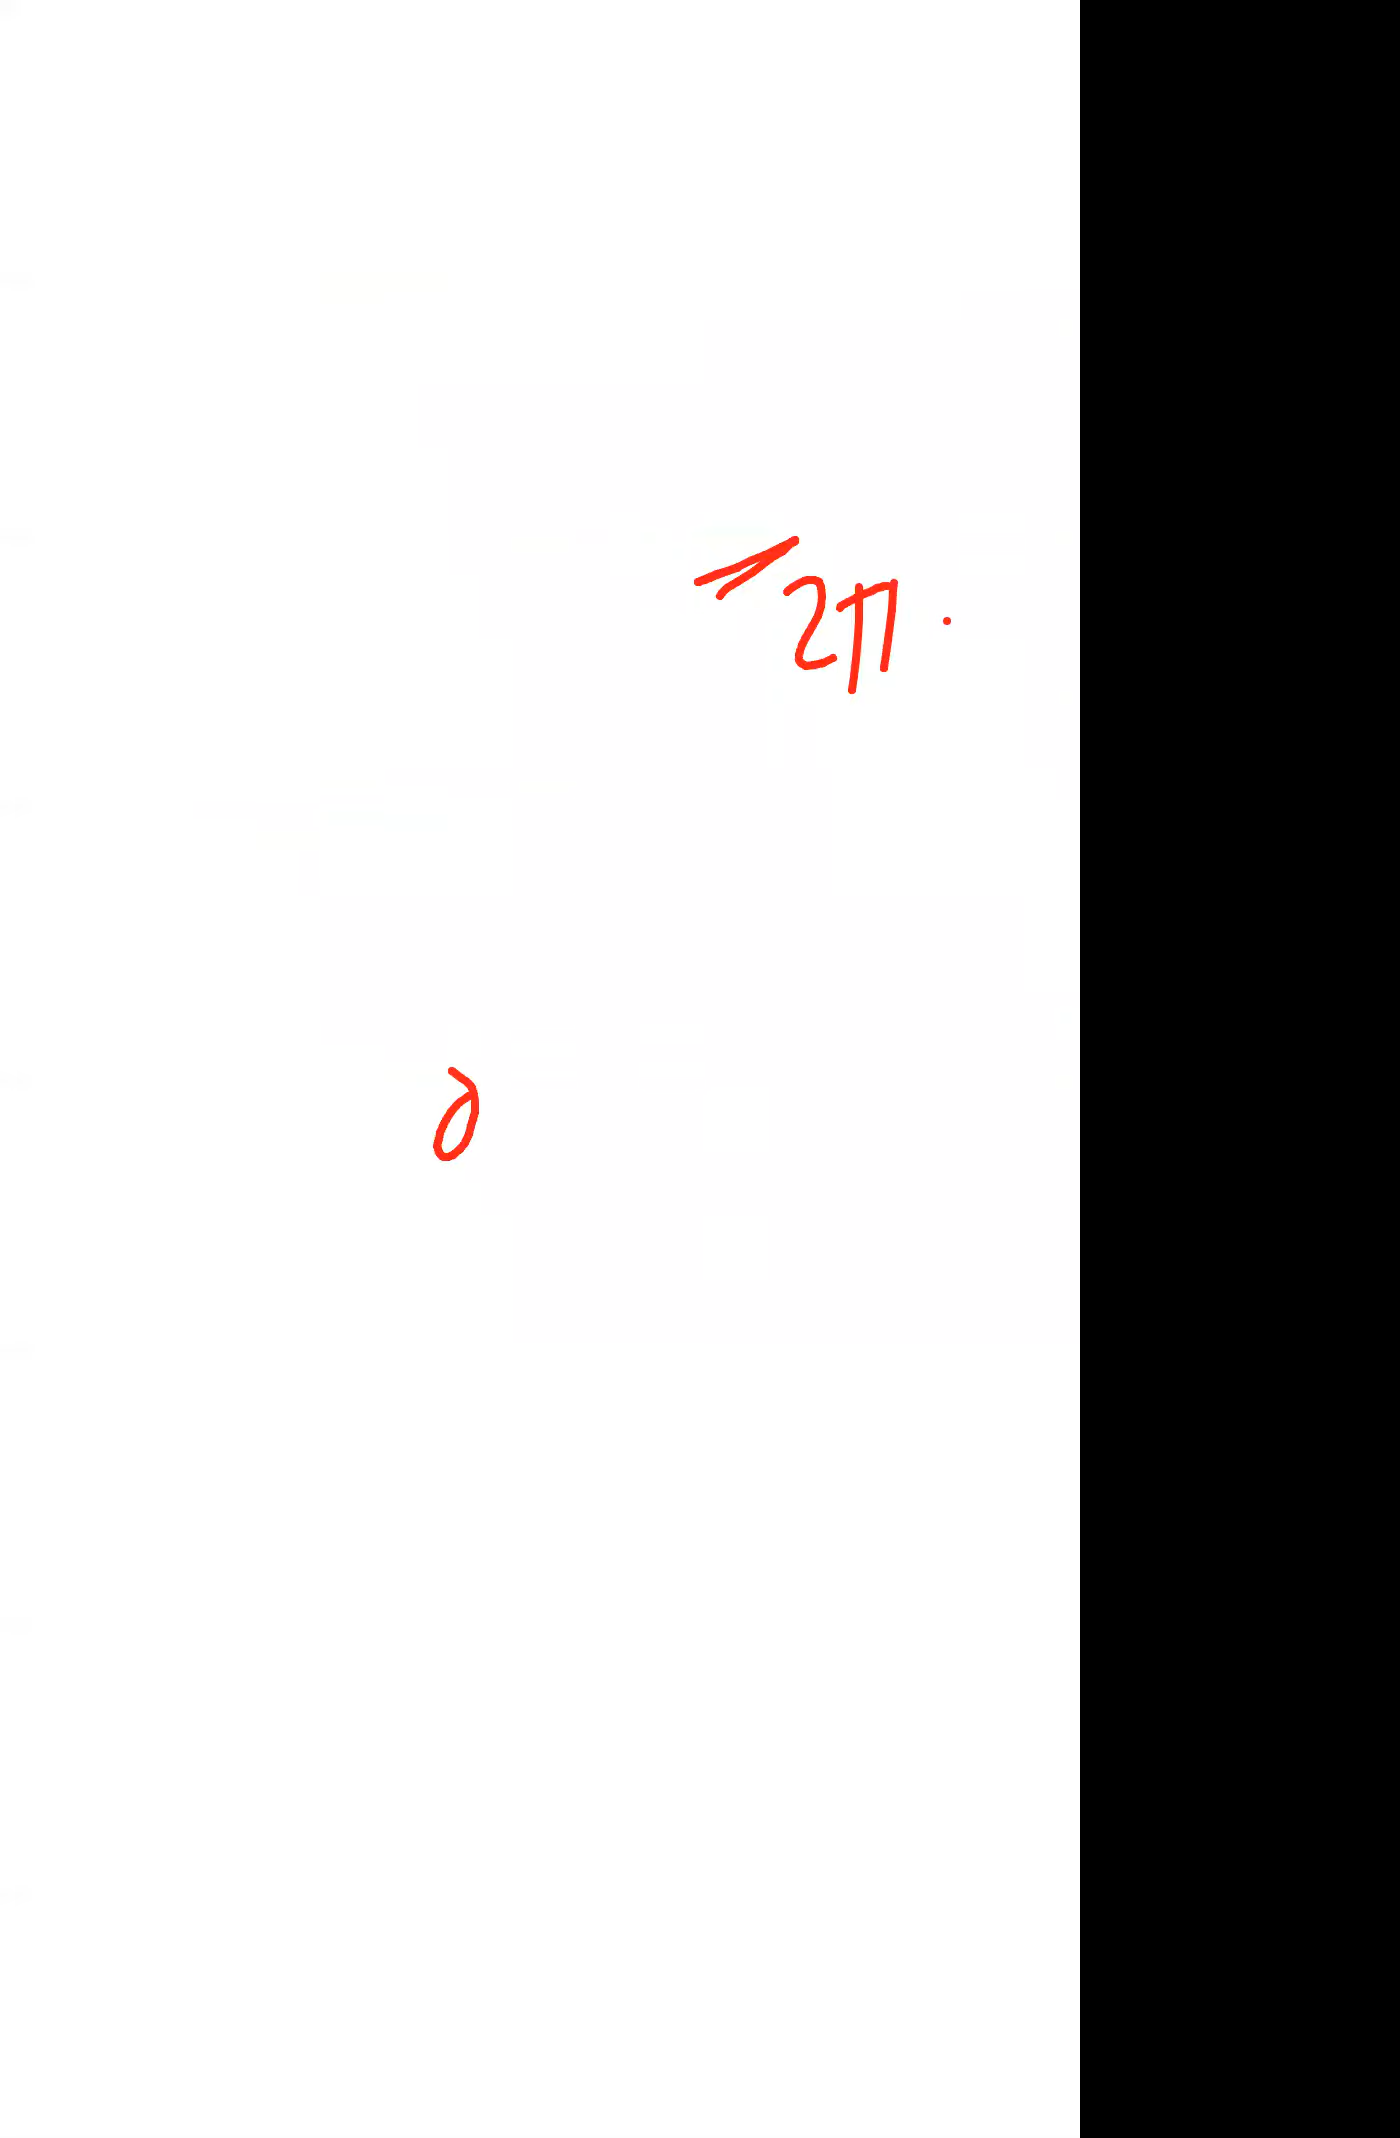 = 2π.
∂